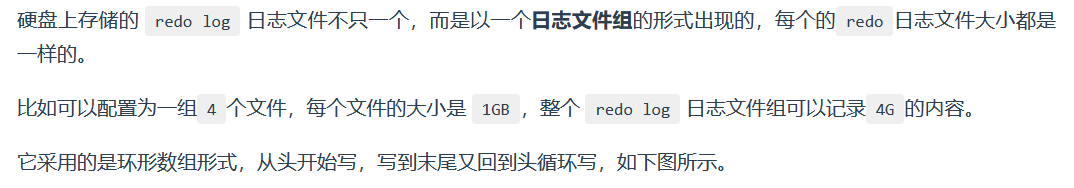 硬盘上存储的 redo log 日志文件不只一个，而是以一个日志文件组的形式出现的，每个的redo日志文件大小都是
一样的。
比如可以配置为一组4个文件，每个文件的大小是 1GB，整个 redo log 日志文件组可以记录4G的内容。
它采用的是环形数组形式，从头开始写，写到末尾又回到头循环写，如下图所示。